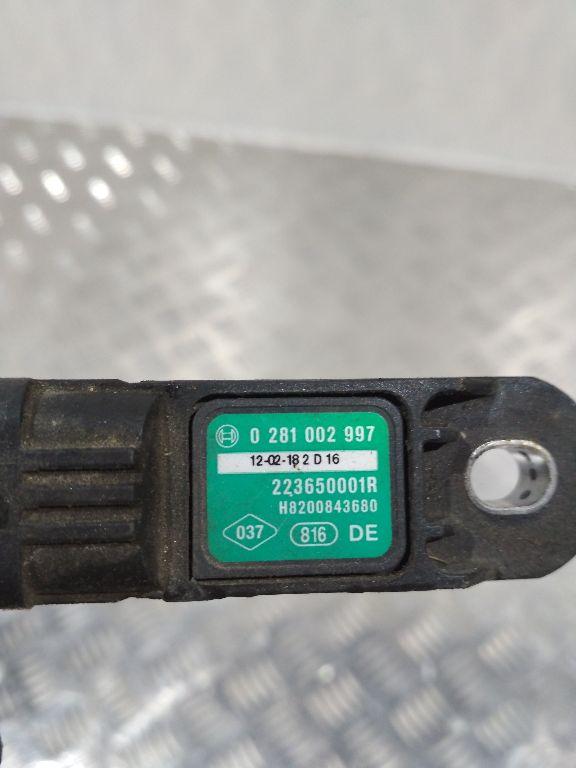 0 281 002 997
12-02-18 2 D 16
223650001R
H8200843680
037 816 DE